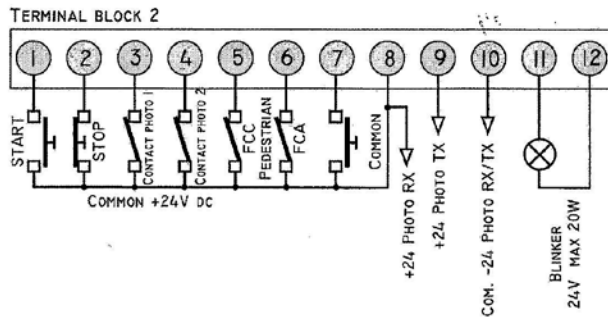 TERMINAL BLOCK 2
1 2 3 4 5 6 7 8 9 10 11 12
START
STOP
CONTACT PHOTO 1
CONTACT PHOTO 2
FCC
PEDESTRIAN
FCA
COMMON
COMMON +24V DC
+24 PHOTO RX
+24 PHOTO TX
COM. -24 PHOTO RX/TX
BLINKER
24V MAX 20W